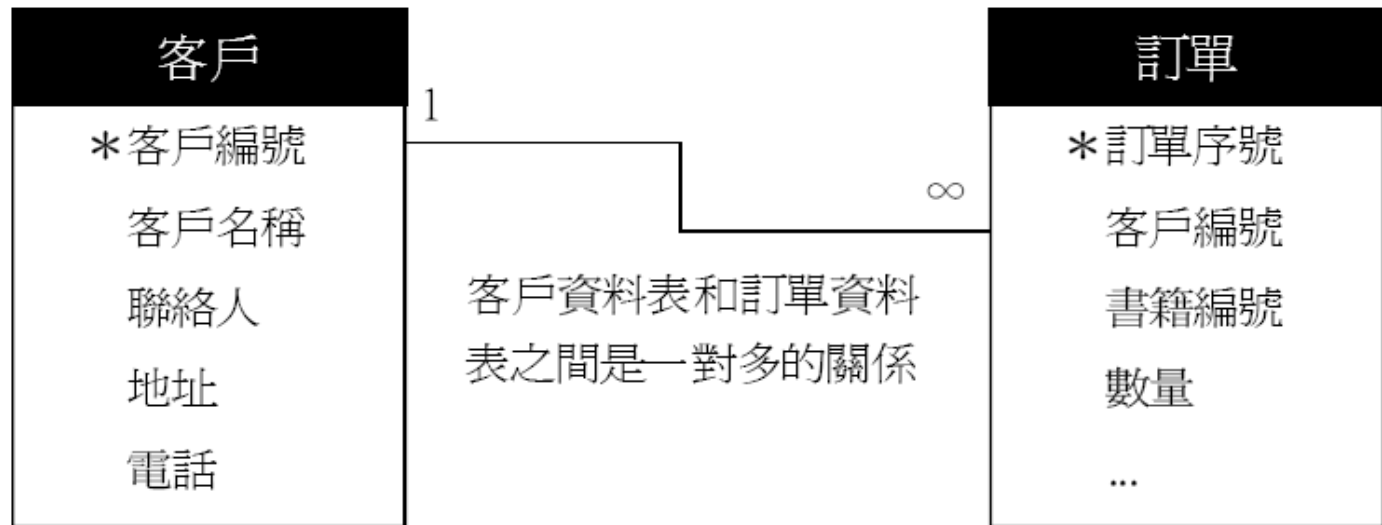 客戶
*客戶編號
客戶名稱
聯絡人
地址
電話
1
∞
客戶資料表和訂單資料
表之間是一對多的關係
訂單
*訂單序號
客戶編號
書籍編號
數量
...